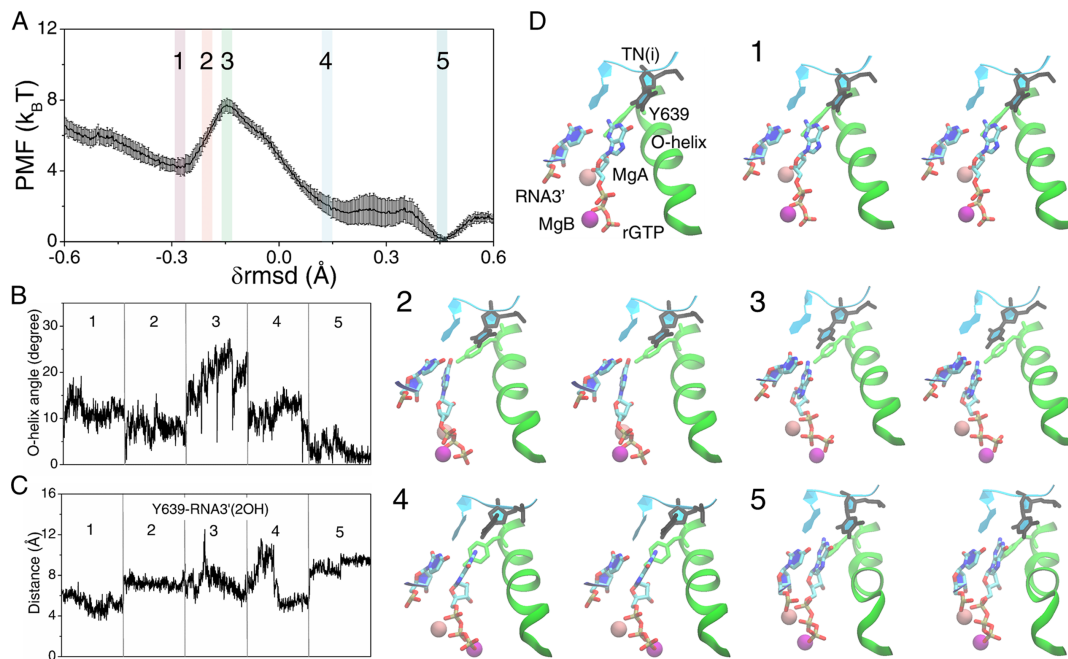 A
12
8
4
0
PMF (kBT)
1
2
3
4
5
-0.6
-0.3
0.0
0.3
0.6
δrmsd (Å)
B
30
20
10
0
O-helix angle (degree)
1
2
3
4
5
C
16
12
8
4
0
Distance (Å)
Y639-RNA3'(2OH)
1
2
3
4
5
D
TN(i)
Y639
O-helix
MgA
RNA3'
MgB
rGTP
1
2
3
4
5